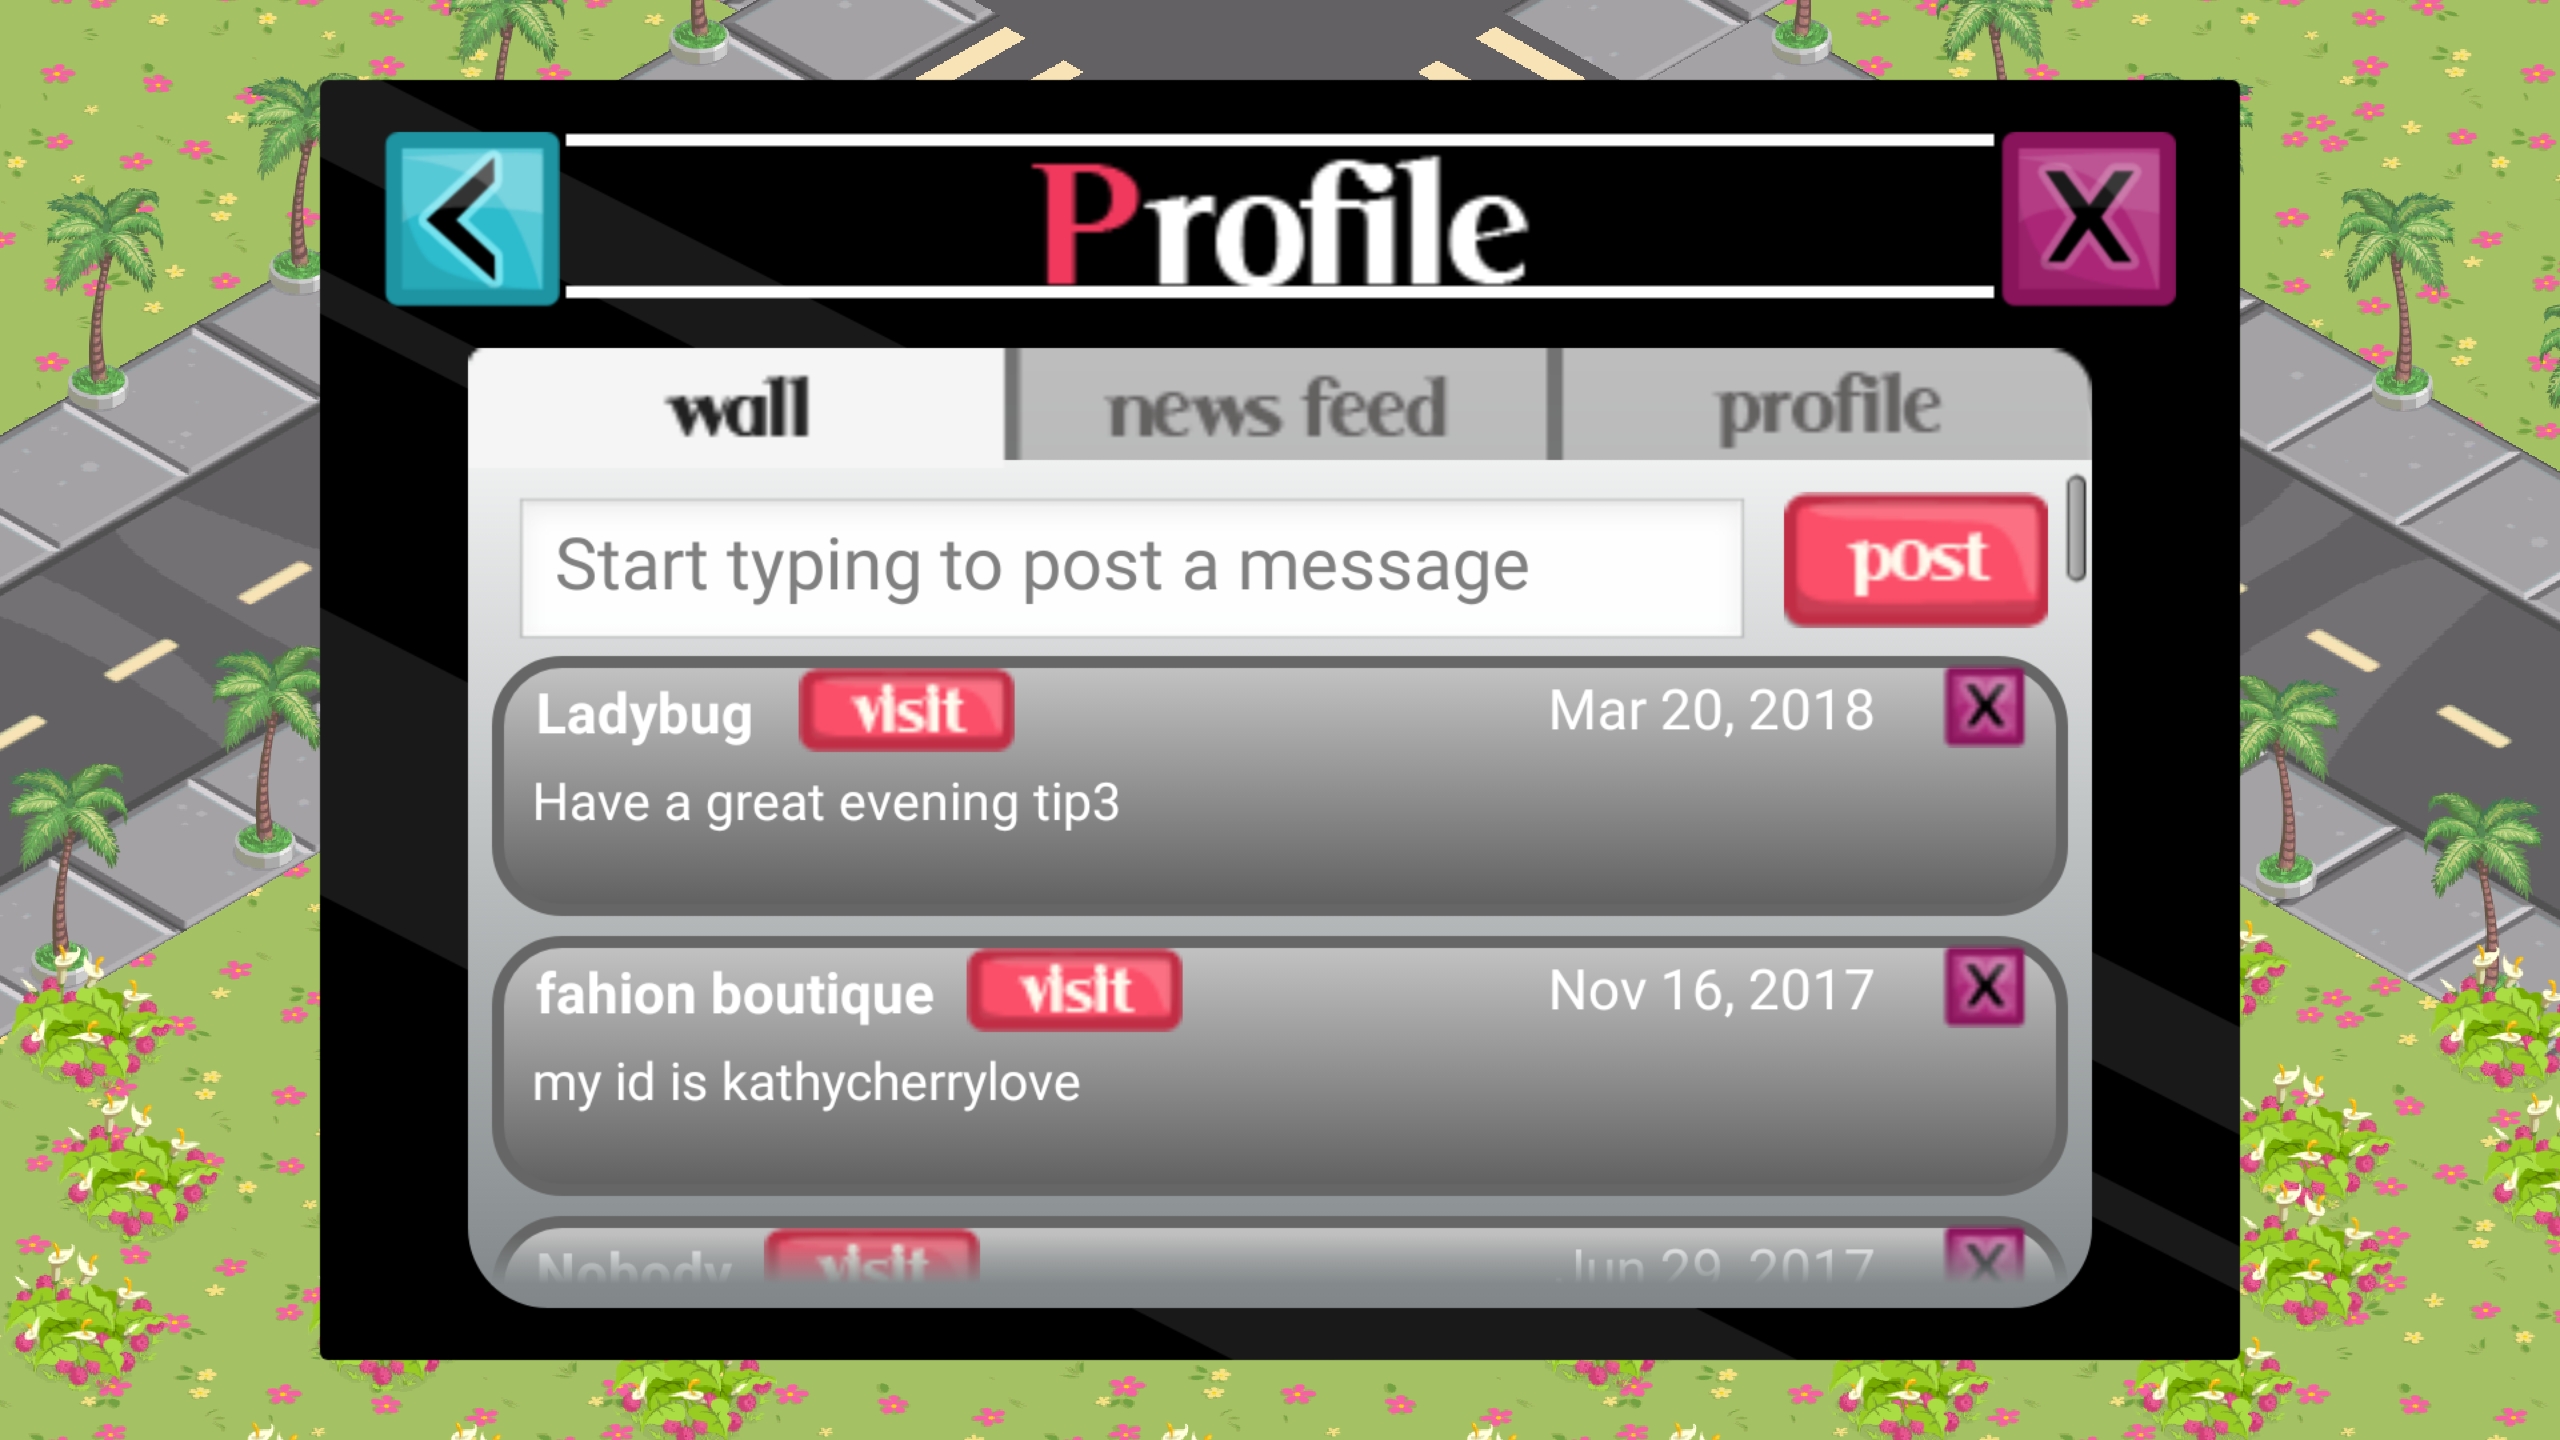 Profile
X
wall news feed profile
Start typing to post a message post
Ladybug visit Mar 20, 2018 X
Have a great evening tip3
fahion boutique visit Nov 16, 2017 X
my id is kathycherrylove
Nobody visit Jun 29, 2017 X